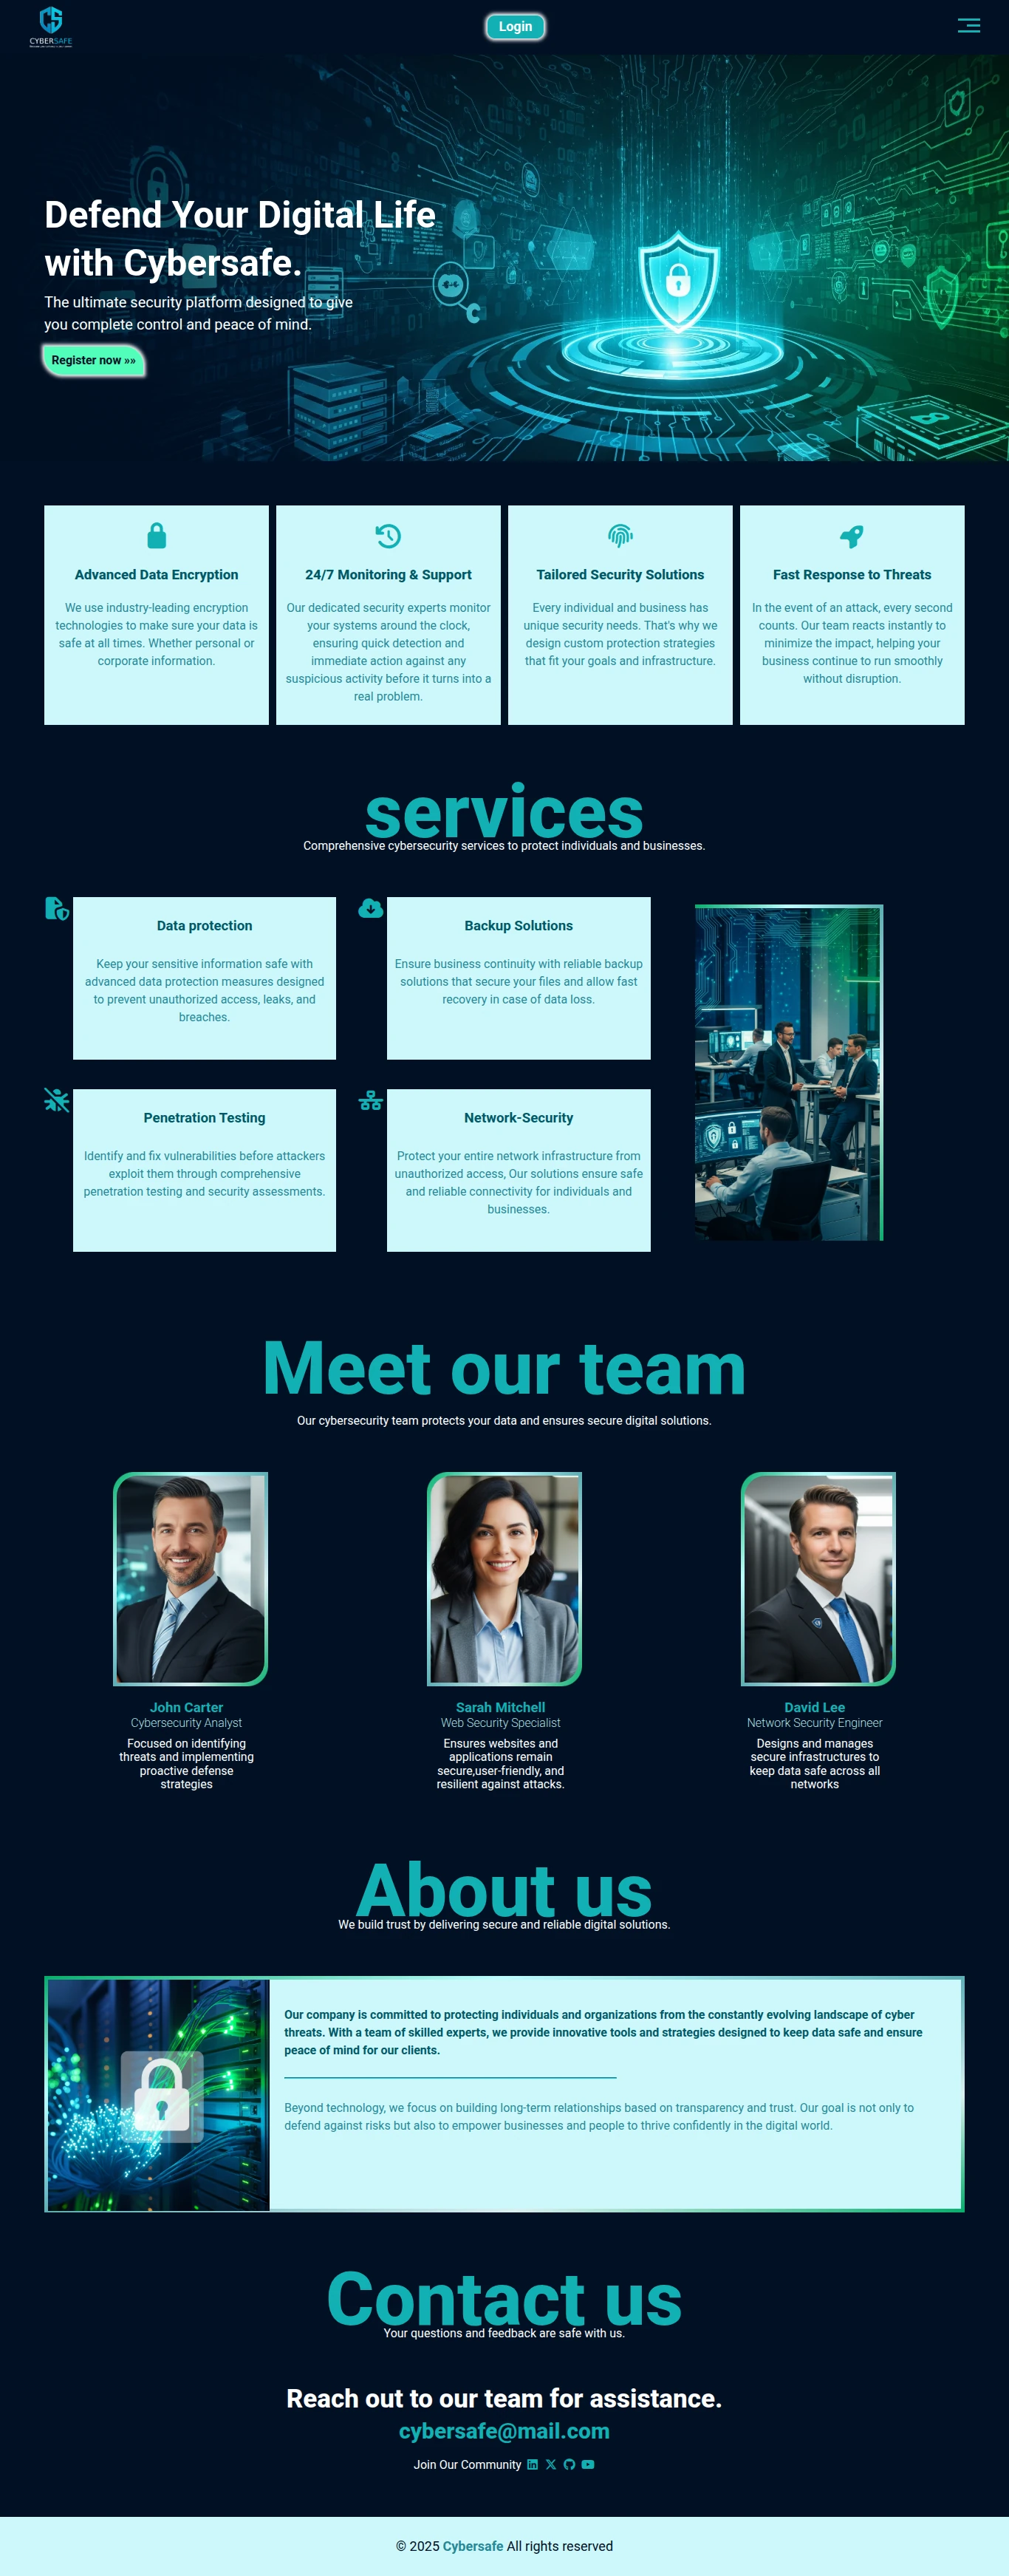 CYBERSAFE
Login
Defend Your Digital Life
with Cybersafe.
The ultimate security platform designed to give
you complete control and peace of mind.
Register now »»
Advanced Data Encryption
We use industry-leading encryption
technologies to make sure your data is
safe at all times. Whether personal or
corporate information.
24/7 Monitoring & Support
Our dedicated security experts monitor
your systems around the clock,
ensuring quick detection and
immediate action against any
suspicious activity before it turns into a
real problem.
Tailored Security Solutions
Every individual and business has
unique security needs. That's why we
design custom protection strategies
that fit your goals and infrastructure.
Fast Response to Threats
In the event of an attack, every second
counts. Our team reacts instantly to
minimize the impact, helping your
business continue to run smoothly
without disruption.
services
Comprehensive cybersecurity services to protect individuals and businesses.
Data protection
Keep your sensitive information safe with
advanced data protection measures designed
to prevent unauthorized access, leaks, and
breaches.
Backup Solutions
Ensure business continuity with reliable backup
solutions that secure your files and allow fast
recovery in case of data loss.
Penetration Testing
Identify and fix vulnerabilities before attackers
exploit them through comprehensive
penetration testing and security assessments.
Network-Security
Protect your entire network infrastructure from
unauthorized access, Our solutions ensure safe
and reliable connectivity for individuals and
businesses.
Meet our team
Our cybersecurity team protects your data and ensures secure digital solutions.
John Carter
Cybersecurity Analyst
Focused on identifying
threats and implementing
proactive defense
strategies
Sarah Mitchell
Web Security Specialist
Ensures websites and
applications remain
secure,user-friendly, and
resilient against attacks.
David Lee
Network Security Engineer
Designs and manages
secure infrastructures to
keep data safe across all
networks
About us
We build trust by delivering secure and reliable digital solutions.
Our company is committed to protecting individuals and organizations from the constantly evolving landscape of cyber
threats. With a team of skilled experts, we provide innovative tools and strategies designed to keep data safe and ensure
peace of mind for our clients.
Beyond technology, we focus on building long-term relationships based on transparency and trust. Our goal is not only to
defend against risks but also to empower businesses and people to thrive confidently in the digital world.
Contact us
Your questions and feedback are safe with us.
Reach out to our team for assistance.
cybersafe@mail.com
Join Our Community
© 2025 Cybersafe All rights reserved